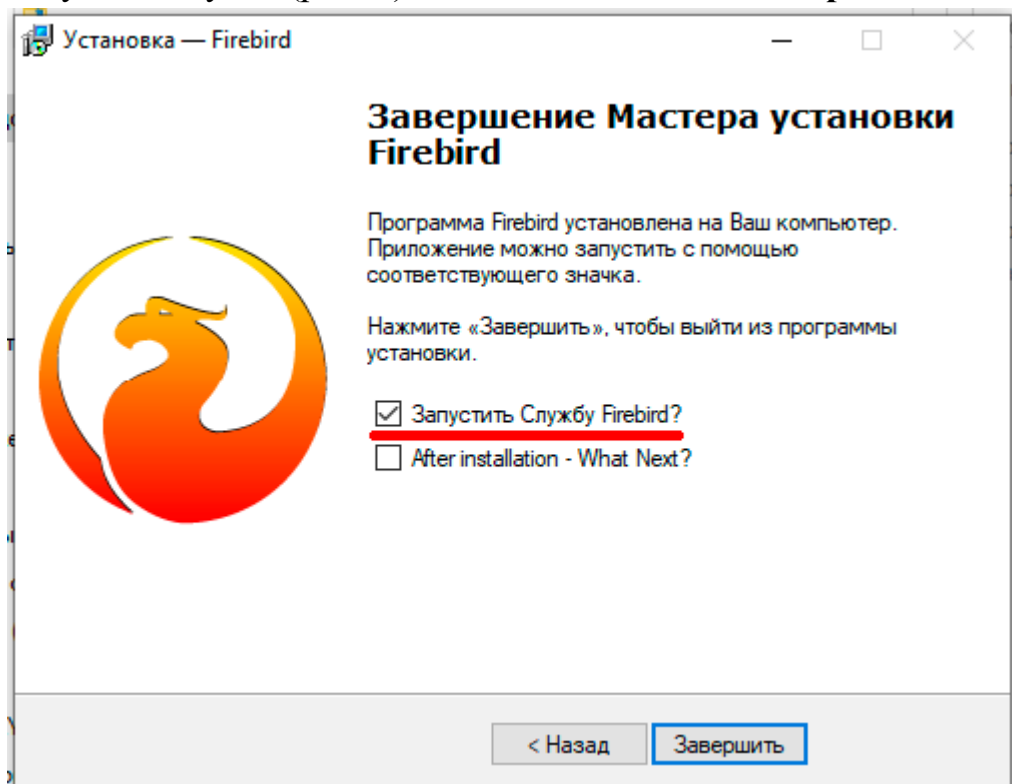 Установка — Firebird
Завершение Мастера установки
Firebird
Программа Firebird установлена на Ваш компьютер.
Приложение можно запустить с помощью
соответствующего значка.
Нажмите «Завершить», чтобы выйти из программы
установки.
Запустить Службу Firebird?
After installation - What Next?
< Назад
Завершить